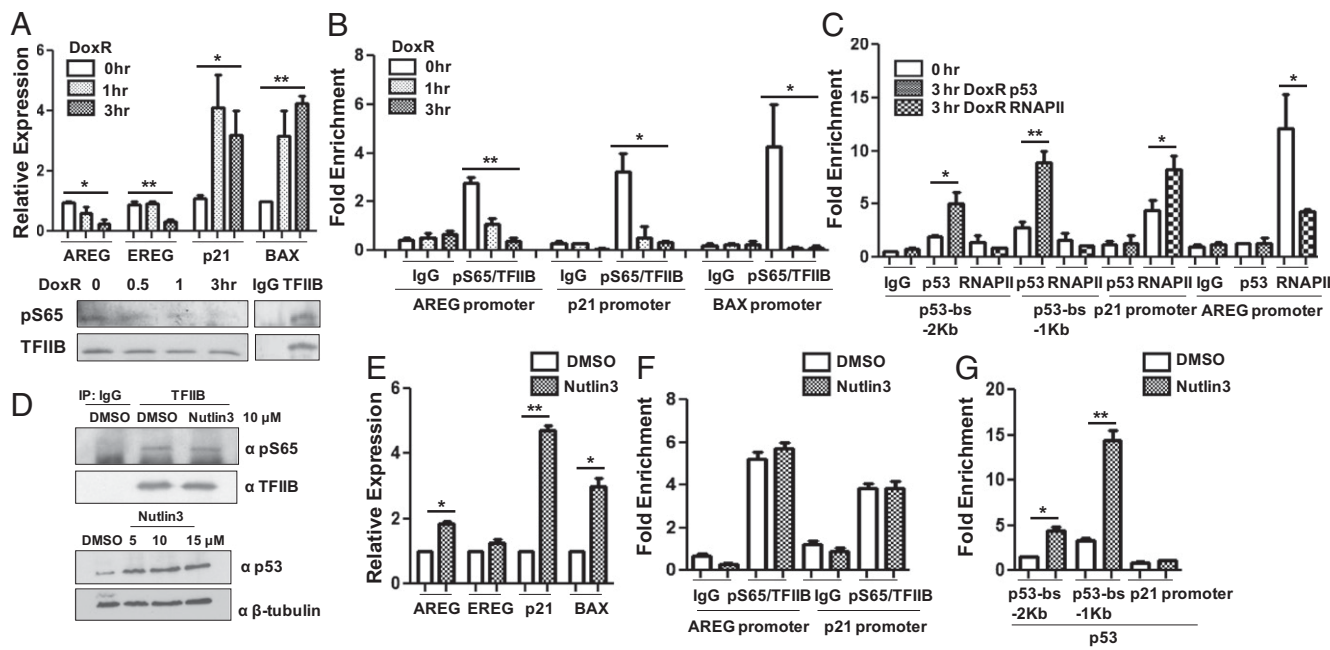 A
DoxR
0hr
1hr
3hr
Relative Expression
6
4
2
0
*
**
*
**
AREG EREG p21 BAX
DoxR 0 0.5 1 3hr IgG TFIIB
pS65
TFIIB
B
DoxR
0hr
1hr
3hr
Fold Enrichment
8
6
4
2
0
**
*
*
IgG pS65/TFIIB IgG pS65/TFIIB IgG pS65/TFIIB
AREG promoter p21 promoter BAX promoter
C
0 hr
3 hr DoxR p53
3 hr DoxR RNAPII
Fold Enrichment
20
15
10
5
0
*
**
*
*
IgG p53 RNAPII p53 RNAPII p53 RNAPII IgG p53 RNAPII
p53-bs
-2Kb
p53-bs
-1Kb
p21 promoter AREG promoter
D
IP: IgG TFIIB
DMSO DMSO Nutlin3 10 µM
α pS65
α TFIIB
Nutlin3
DMSO 5 10 15 µM
α p53
α β-tubulin
E
DMSO
Nutlin3
Relative Expression
6
4
2
0
*
**
*
AREG EREG p21 BAX
F
DMSO
Nutlin3
Fold Enrichment
8
6
4
2
0
IgG pS65/TFIIB IgG pS65/TFIIB
AREG promoter p21 promoter
G
DMSO
Nutlin3
Fold Enrichment
20
15
10
5
0
*
**
p53-bs
-2Kb
p53-bs
-1Kb
p21 promoter
p53